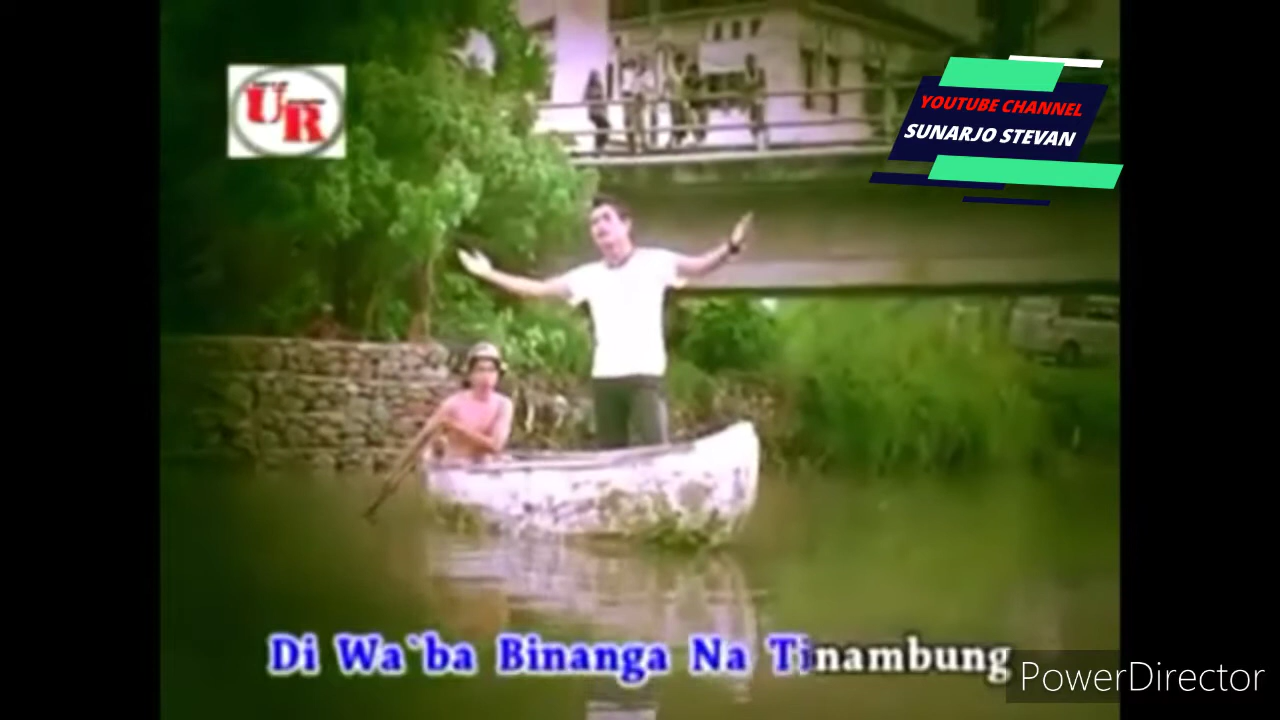 UR
YOUTUBE CHANNEL
SUNARJO STEVAN
Di Wa`ba Binanga Na Tinambung
PowerDirector